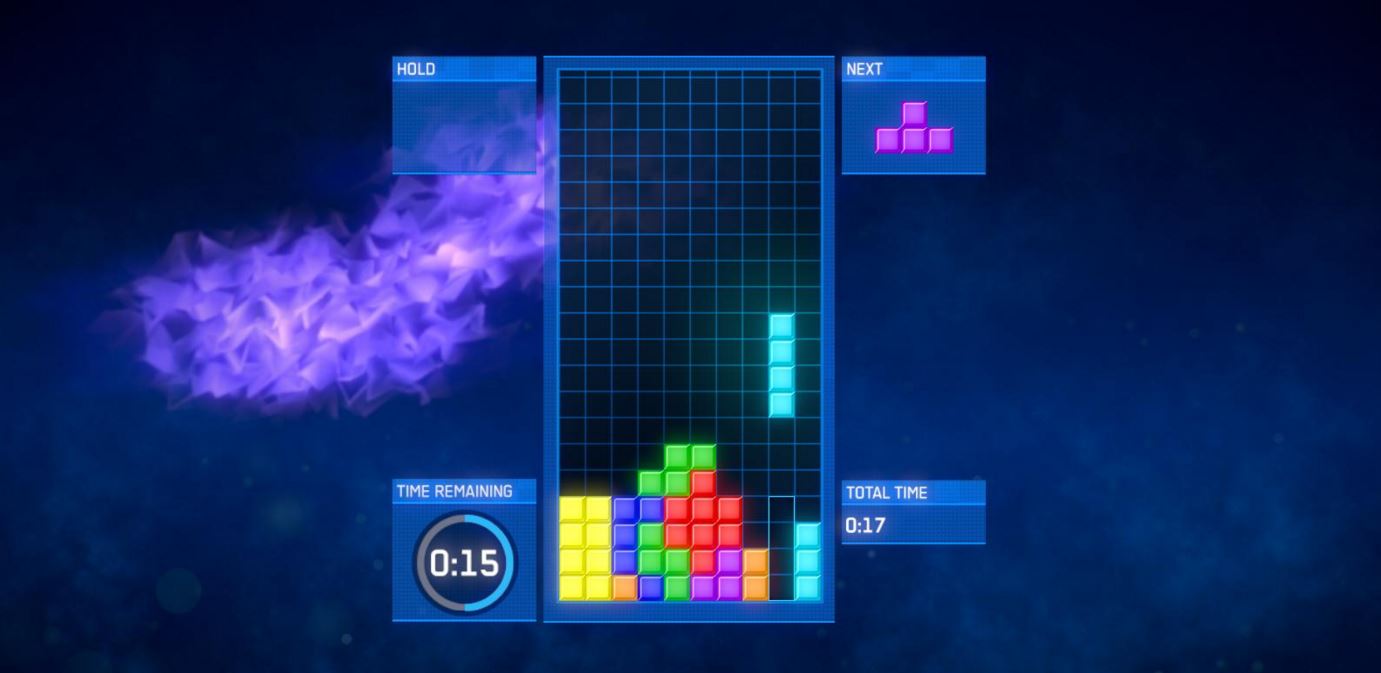 HOLD
NEXT
TIME REMAINING
0:15
TOTAL TIME
0:17